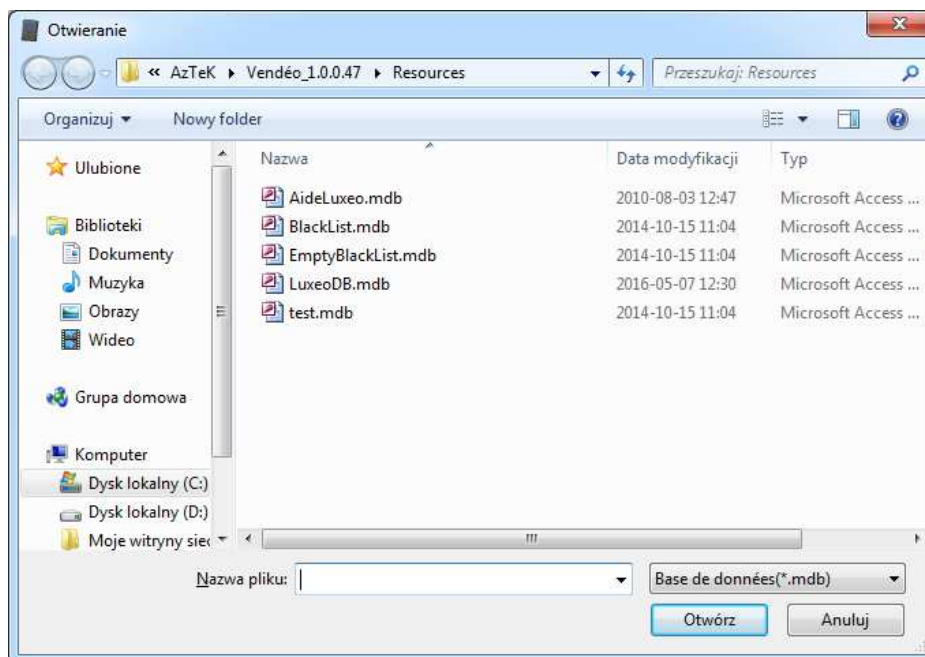 Otwieranie
« AzTeK ▸ Vendéo_1.0.0.47 ▸ Resources
Przeszukaj: Resources
Organizuj ▾ Nowy folder
Ulubione
Biblioteki
Dokumenty
Muzyka
Obrazy
Wideo
Grupa domowa
Komputer
Dysk lokalny (C:)
Dysk lokalny (D:)
Moje witryny siec
Nazwa Data modyfikacji Typ
AideLuxeo.mdb 2010-08-03 12:47 Microsoft Access ...
BlackList.mdb 2014-10-15 11:04 Microsoft Access ...
EmptyBlackList.mdb 2014-10-15 11:04 Microsoft Access ...
LuxeoDB.mdb 2016-05-07 12:30 Microsoft Access ...
test.mdb 2014-10-15 11:04 Microsoft Access ...
Nazwa pliku: Base de données(*.mdb)
Otwórz Anuluj